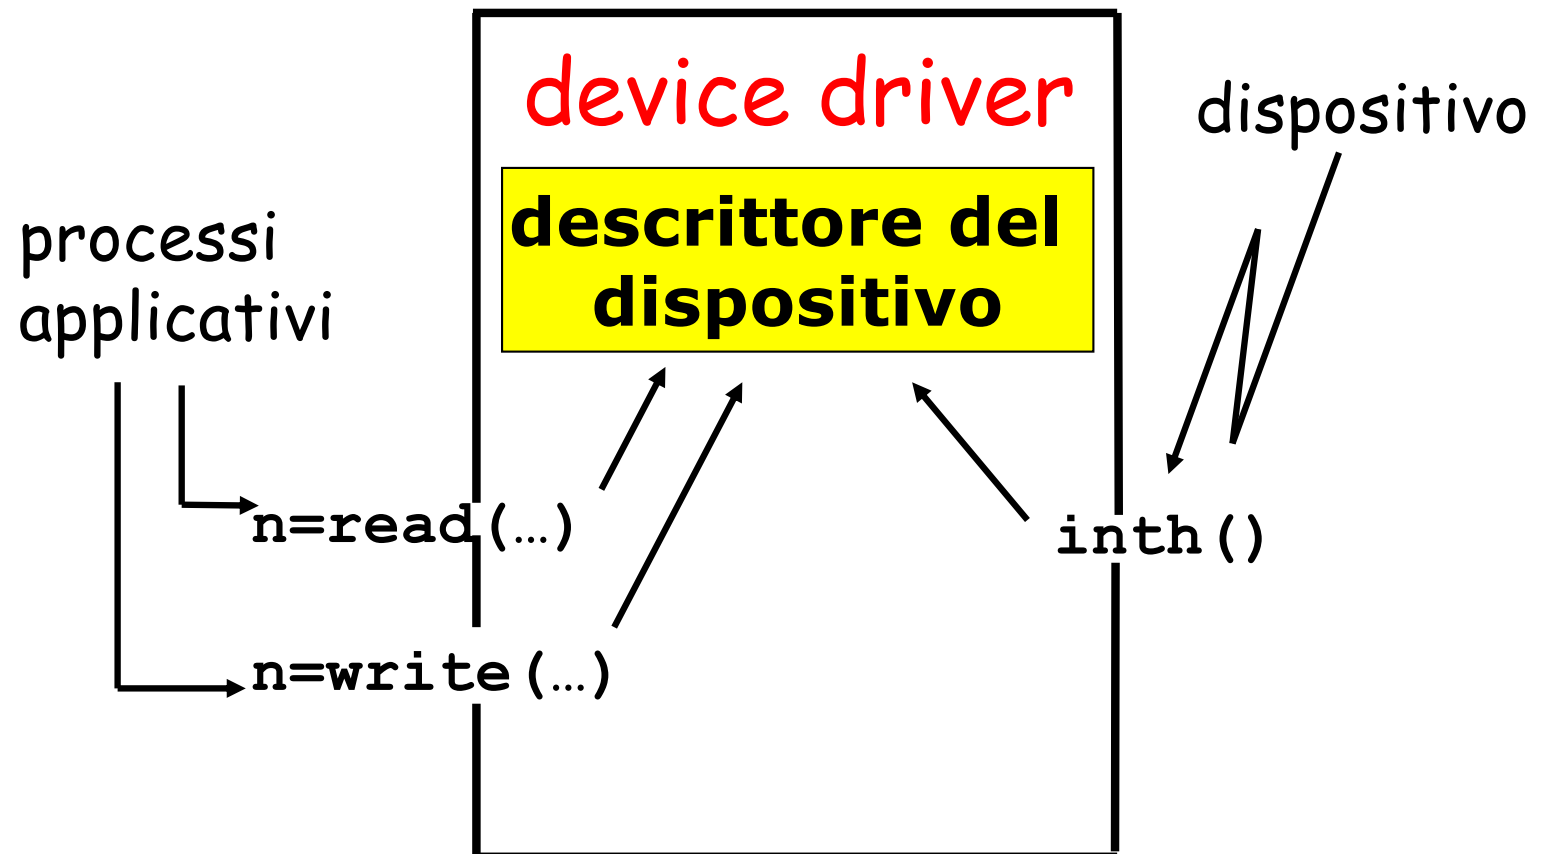 device driver
dispositivo
descrittore del
dispositivo
processi
applicativi
n=read(…)
inth()
n=write(…)